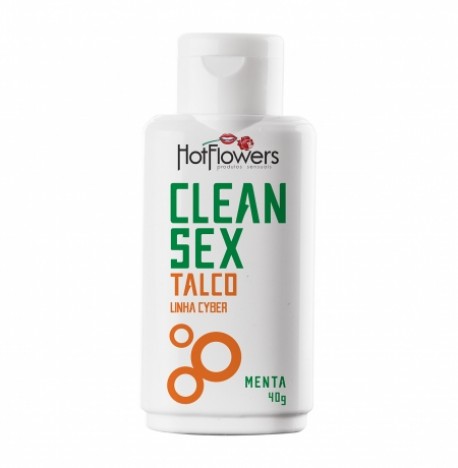 HOTFLOWERS
produtos sensuais
CLEAN
SEX
TALCO
LINHA CYBER
MENTA
40g